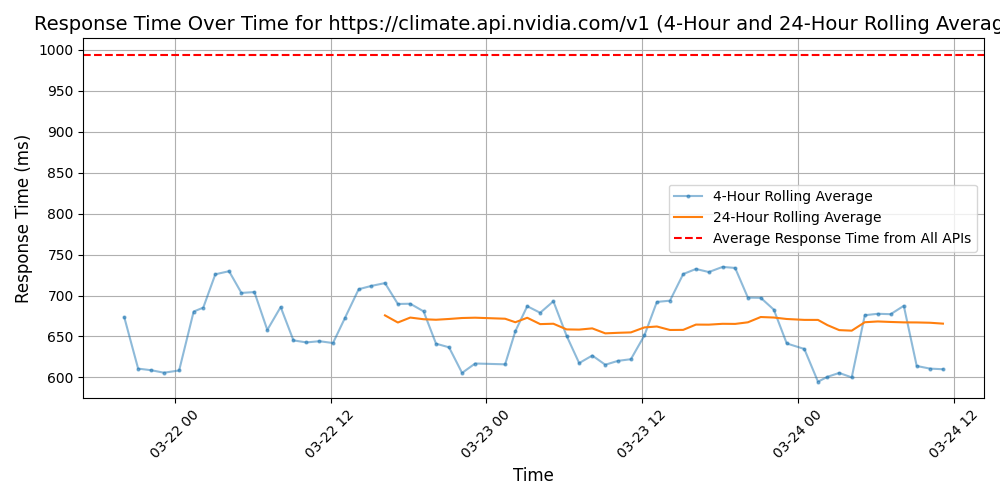 Response Time Over Time for https://climate.api.nvidia.com/v1 (4-Hour and 24-Hour Rolling Averag
Response Time (ms)
1000
950
900
850
800
750
700
650
600
4-Hour Rolling Average
24-Hour Rolling Average
Average Response Time from All APIs
03-22 00
03-22 12
03-23 00
03-23 12
03-24 00
03-24 12
Time